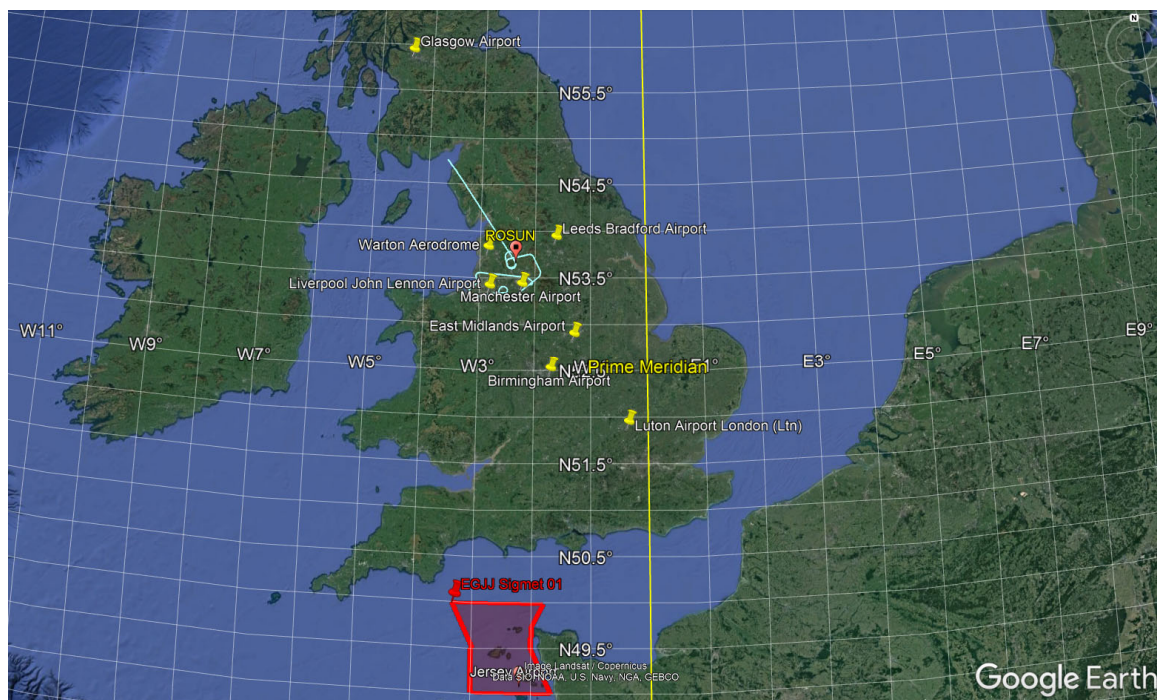 N
Glasgow Airport
N55.5°
N54.5°
Leeds Bradford Airport
ROSUN
Warton Aerodrome
N53.5°
Liverpool John Lennon Airport
Manchester Airport
East Midlands Airport
W11°
W9°
W7°
W5°
W3°
Prime Meridian
E1°
E3°
E5°
E7°
E9°
Birmingham Airport
Luton Airport London (Ltn)
N51.5°
N50.5°
EGJJ Sigmet 01
N49.5°
Jersey Airport
Image Landsat / Copernicus
Data SIO, NOAA, U.S. Navy, NGA, GEBCO
Google Earth